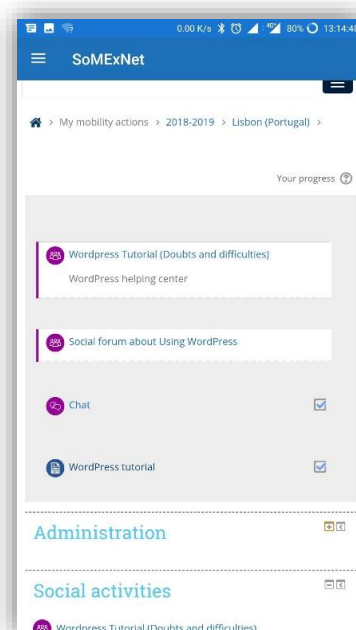 0.00 K/s 4G 80% 13:14:48
SoMExNet
> My mobility actions > 2018-2019 > Lisbon (Portugal) >
Your progress
Wordpress Tutorial (Doubts and difficulties)
WordPress helping center
Social forum about Using WordPress
Chat
WordPress tutorial
Administration
Social activities
Wordpress Tutorial (Doubts and difficulties)